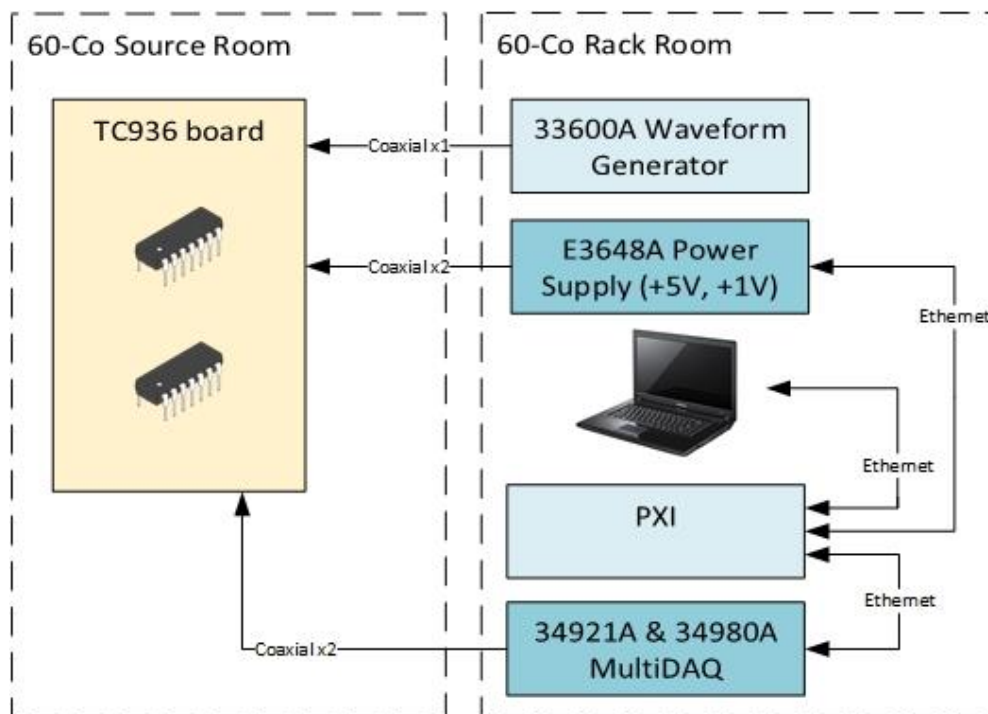 60-Co Source Room
60-Co Rack Room
TC936 board
Coaxial x1
33600A Waveform
Generator
Coaxial x2
E3648A Power
Supply (+5V, +1V)
Ethernet
Ethernet
PXI
Ethernet
Coaxial x2
34921A & 34980A
MultiDAQ